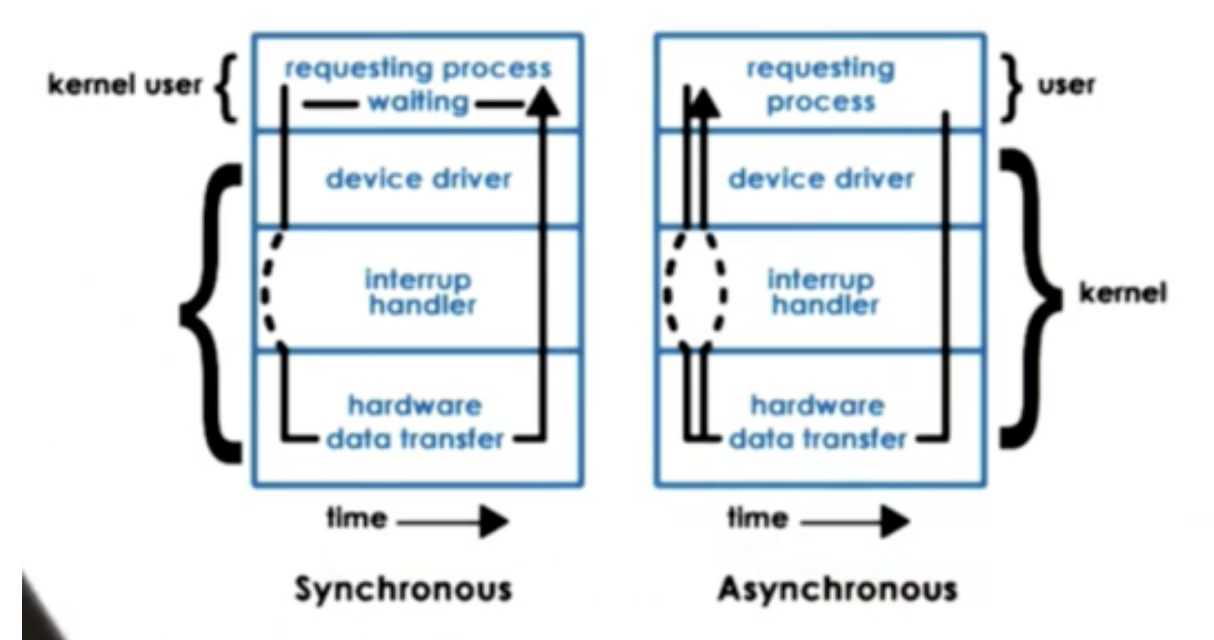 kernel user
requesting process
waiting
device driver
interrup
handler
hardware
data transfer
time
Synchronous
requesting
process
user
device driver
interrup
handler
kernel
hardware
data transfer
time
Asynchronous